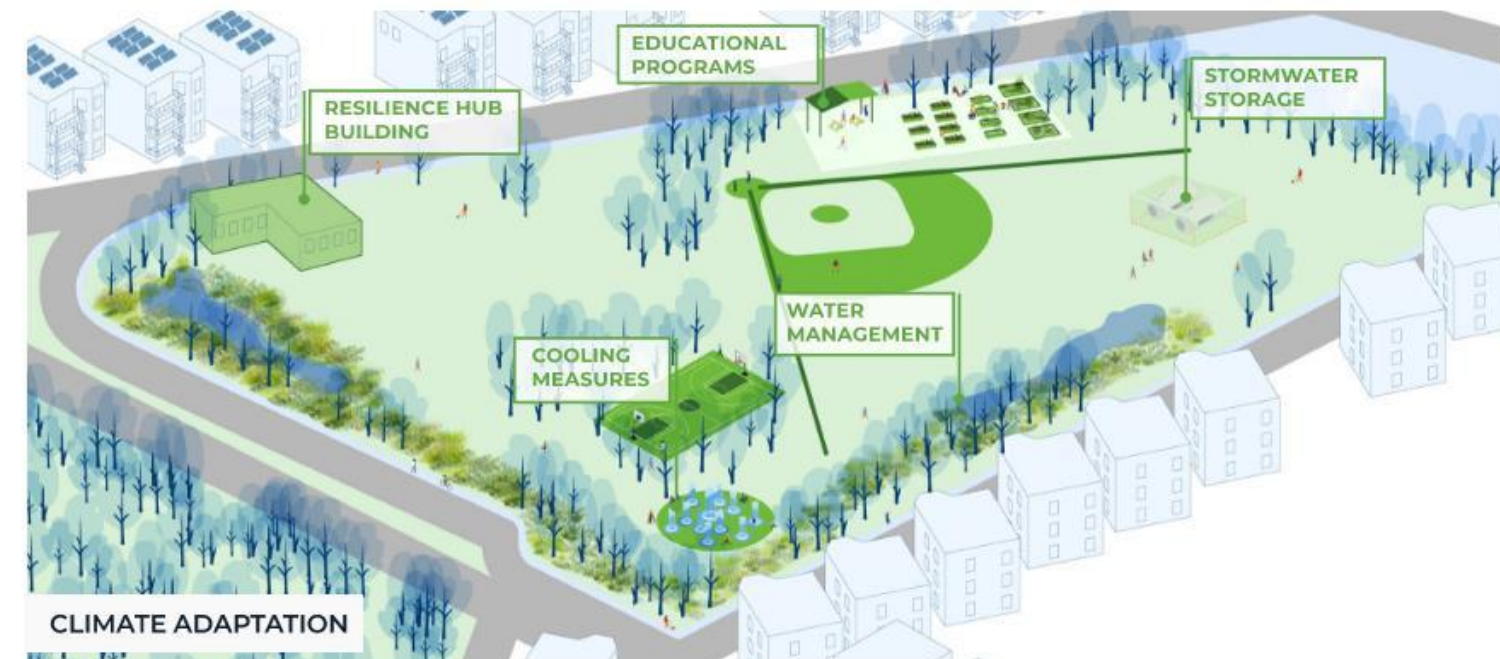 EDUCATIONAL
PROGRAMS
STORMWATER
STORAGE
RESILIENCE HUB
BUILDING
WATER
MANAGEMENT
COOLING
MEASURES
CLIMATE ADAPTATION